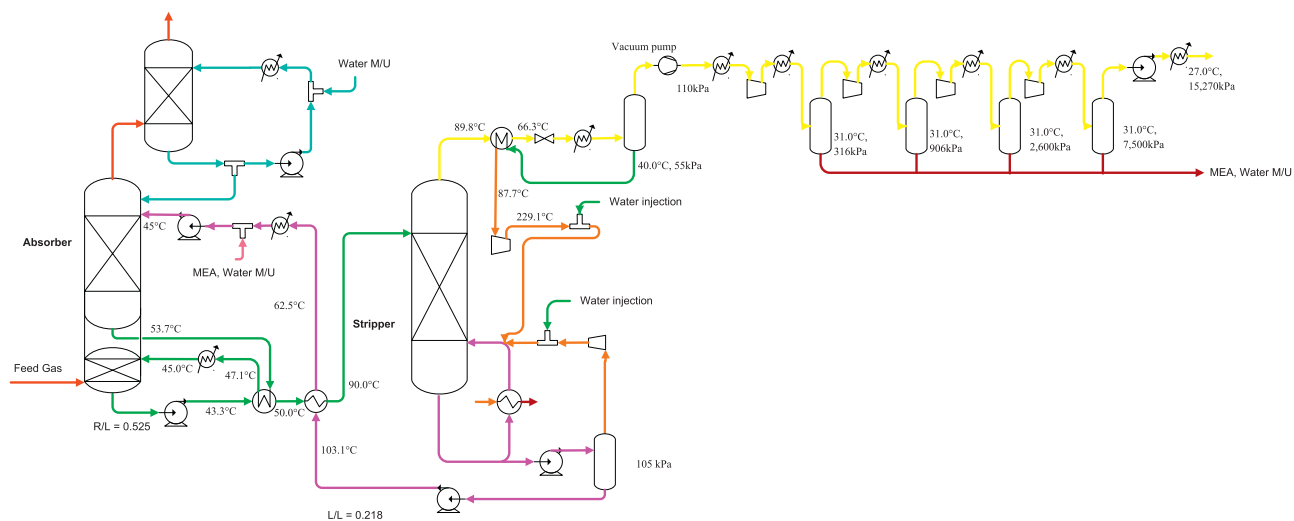 Water M/U
Vacuum pump
110kPa
27.0°C,
15,270kPa
31.0°C,
316kPa
31.0°C,
906kPa
31.0°C,
2,600kPa
31.0°C,
7,500kPa
MEA, Water M/U
89.8°C
66.3°C
40.0°C, 55kPa
87.7°C
229.1°C
Water injection
Absorber
45°C
MEA, Water M/U
62.5°C
Stripper
Water injection
53.7°C
Feed Gas
45.0°C
47.1°C
90.0°C
43.3°C
50.0°C
R/L = 0.525
103.1°C
105 kPa
L/L = 0.218